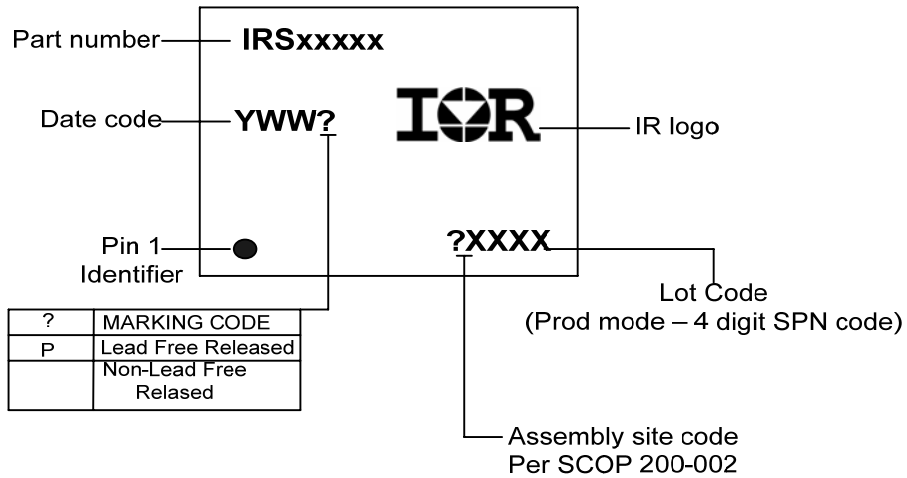 Part number
IRSxxxxx
Date code
YWW?
IOR
IR logo
Pin 1
Identifier
?XXXX
Lot Code
(Prod mode – 4 digit SPN code)
? MARKING CODE
P Lead Free Released
Non-Lead Free
Relased
Assembly site code
Per SCOP 200-002